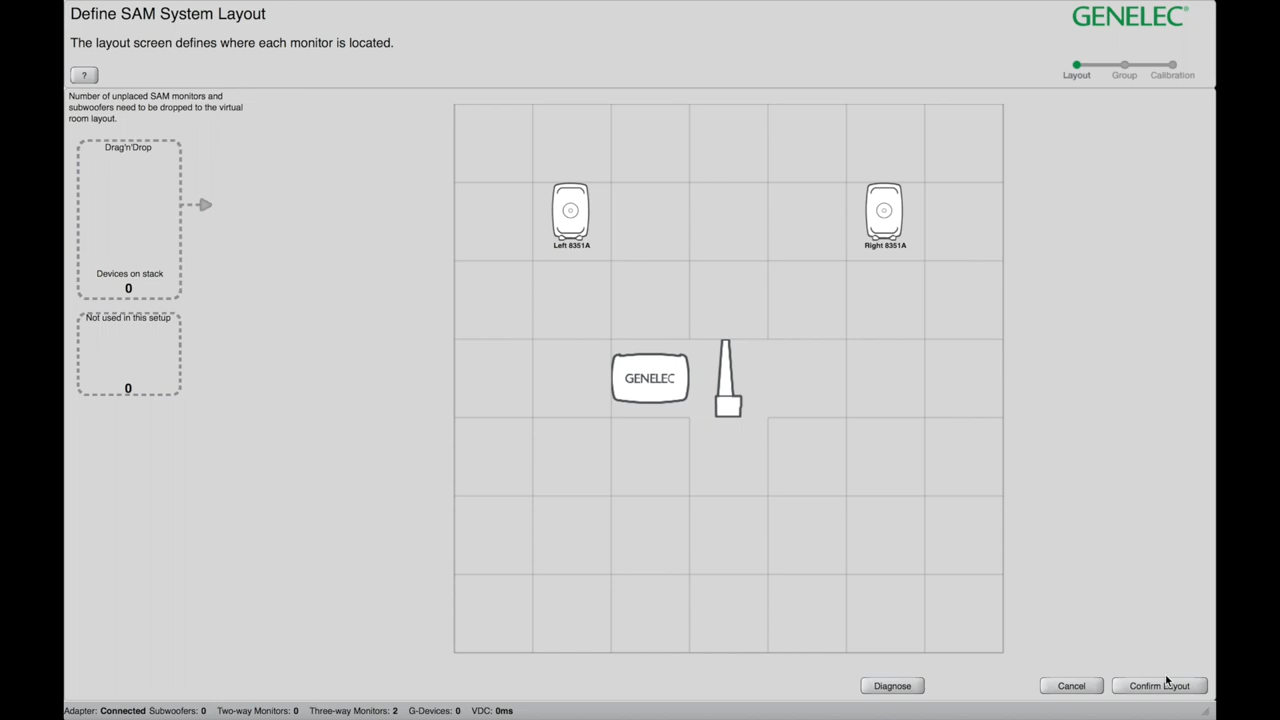 Define SAM System Layout
GENELEC®
The layout screen defines where each monitor is located.
?
Layout
Group
Calibration
Number of unplaced SAM monitors and
subwoofers need to be dropped to the virtual
room layout.
Drag'n'Drop
Devices on stack
0
Left 8351A
Right 8351A
Not used in this setup
0
GENELEC
Diagnose
Cancel
Confirm Layout
Adapter: Connected Subwoofers: 0 Two-way Monitors: 0 Three-way Monitors: 2 G-Devices: 0 VDC: 0ms